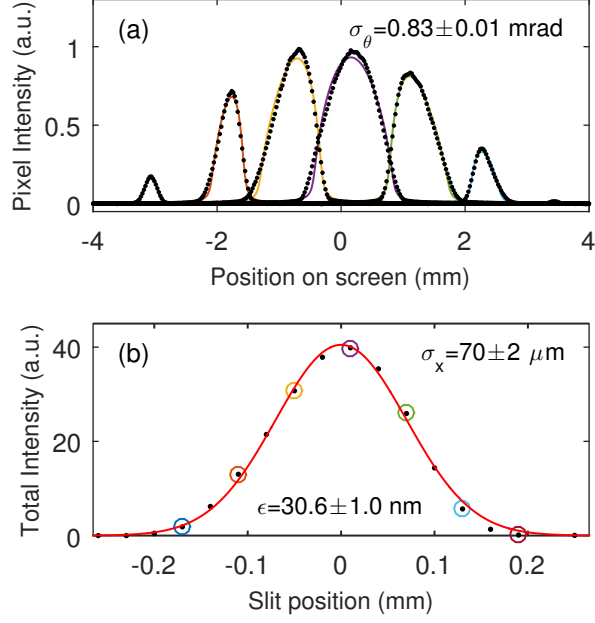 (a)
σθ=0.83±0.01 mrad
Pixel Intensity (a.u.)
1
0.5
0
-4 -2 0 2 4
Position on screen (mm)
(b)
σx=70±2 μm
Total Intensity (a.u.)
40
20
0
ϵ=30.6±1.0 nm
-0.2 -0.1 0 0.1 0.2
Slit position (mm)